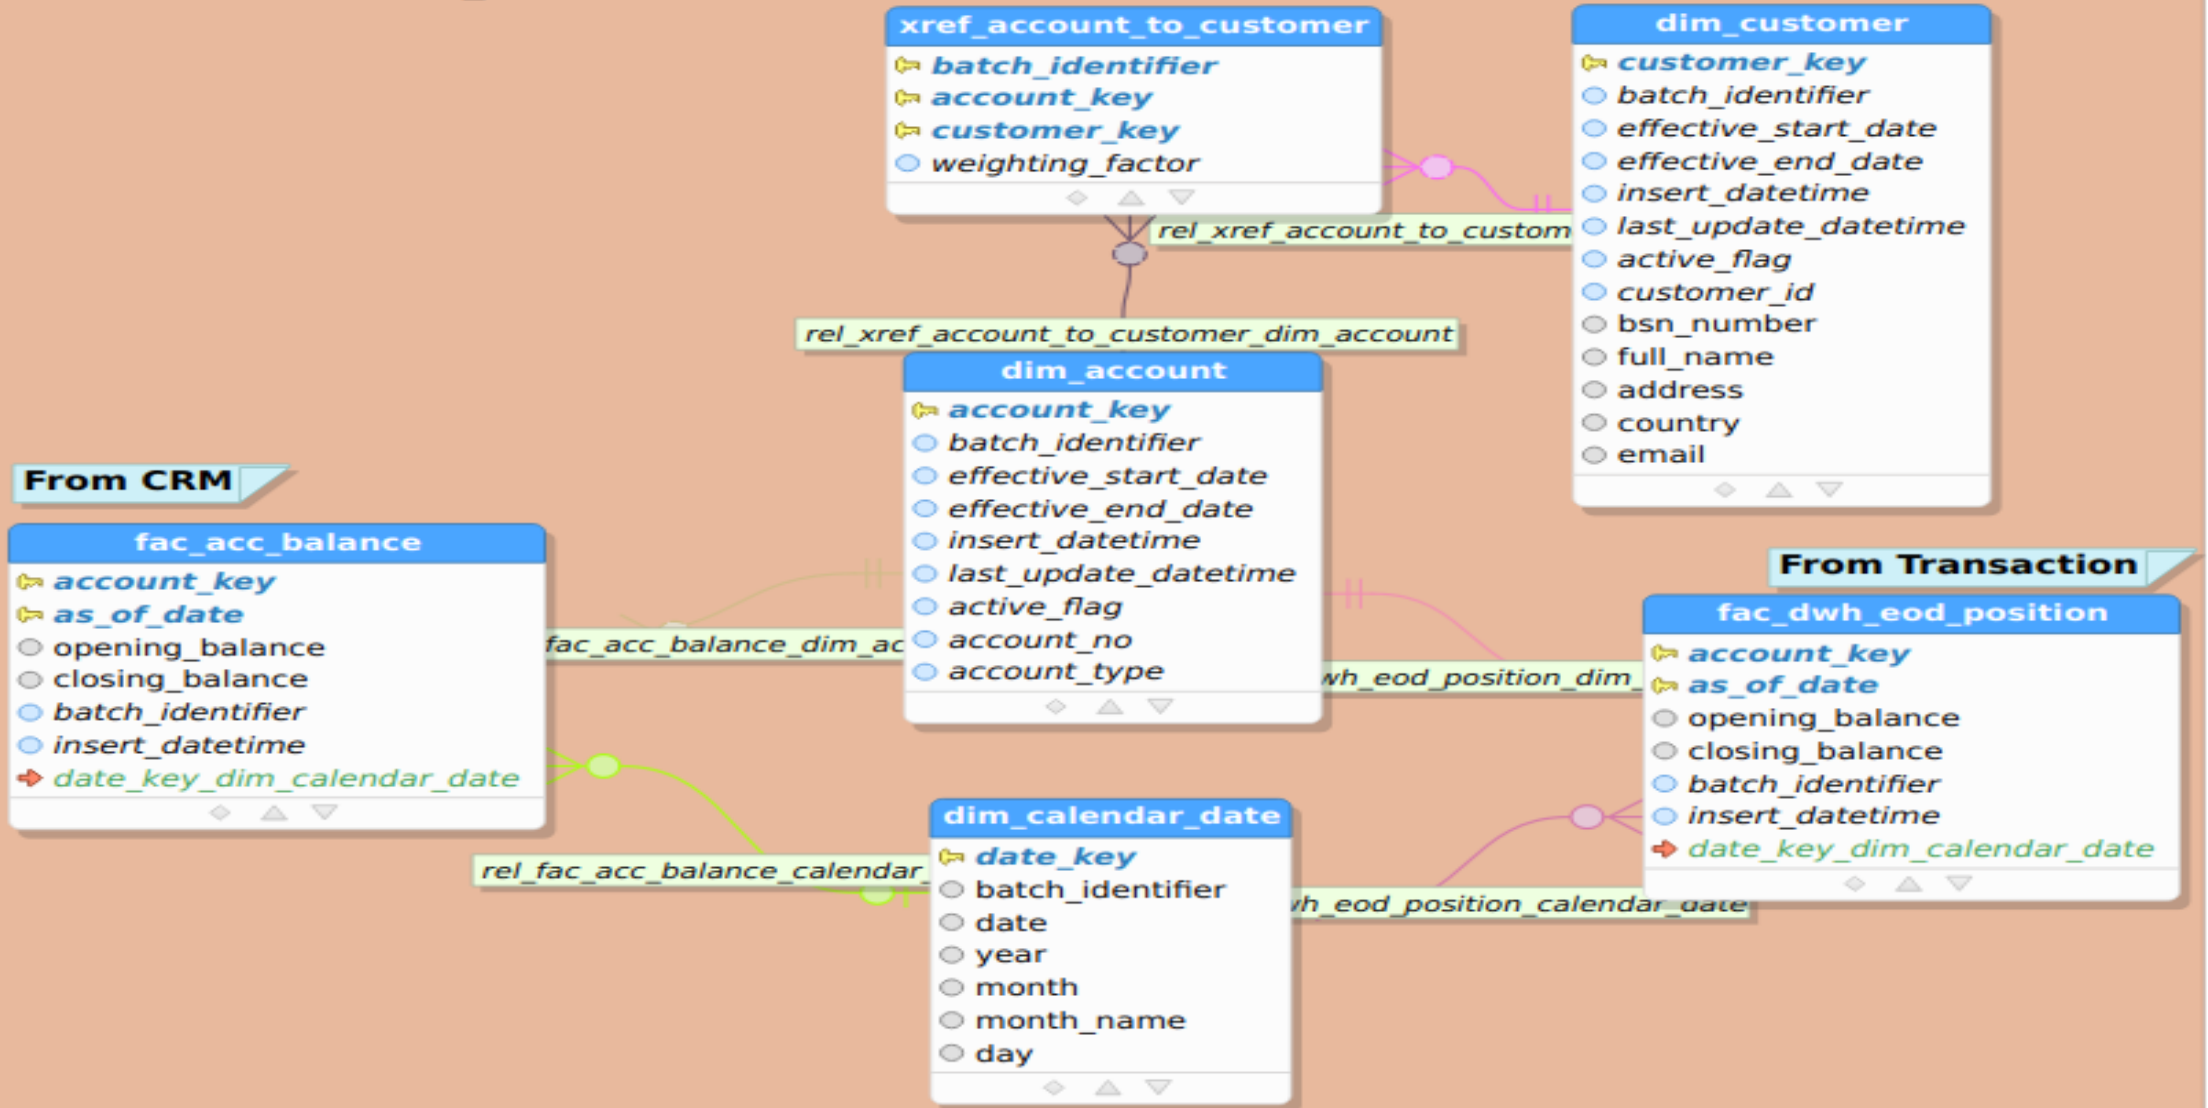 xref_account_to_customer
batch_identifier
account_key
customer_key
weighting_factor
dim_customer
customer_key
batch_identifier
effective_start_date
effective_end_date
insert_datetime
last_update_datetime
active_flag
customer_id
bsn_number
full_name
address
country
email
rel_xref_account_to_custom
rel_xref_account_to_customer_dim_account
dim_account
account_key
batch_identifier
effective_start_date
effective_end_date
insert_datetime
last_update_datetime
active_flag
account_no
account_type
From CRM
fac_acc_balance
account_key
as_of_date
opening_balance
closing_balance
batch_identifier
insert_datetime
date_key_dim_calendar_date
fac_acc_balance_dim_ac
From Transaction
fac_dwh_eod_position
account_key
as_of_date
opening_balance
closing_balance
batch_identifier
insert_datetime
date_key_dim_calendar_date
wh_eod_position_dim_
rel_fac_acc_balance_calendar_
dim_calendar_date
date_key
batch_identifier
date
year
month
month_name
day
wh_eod_position_calendar_date